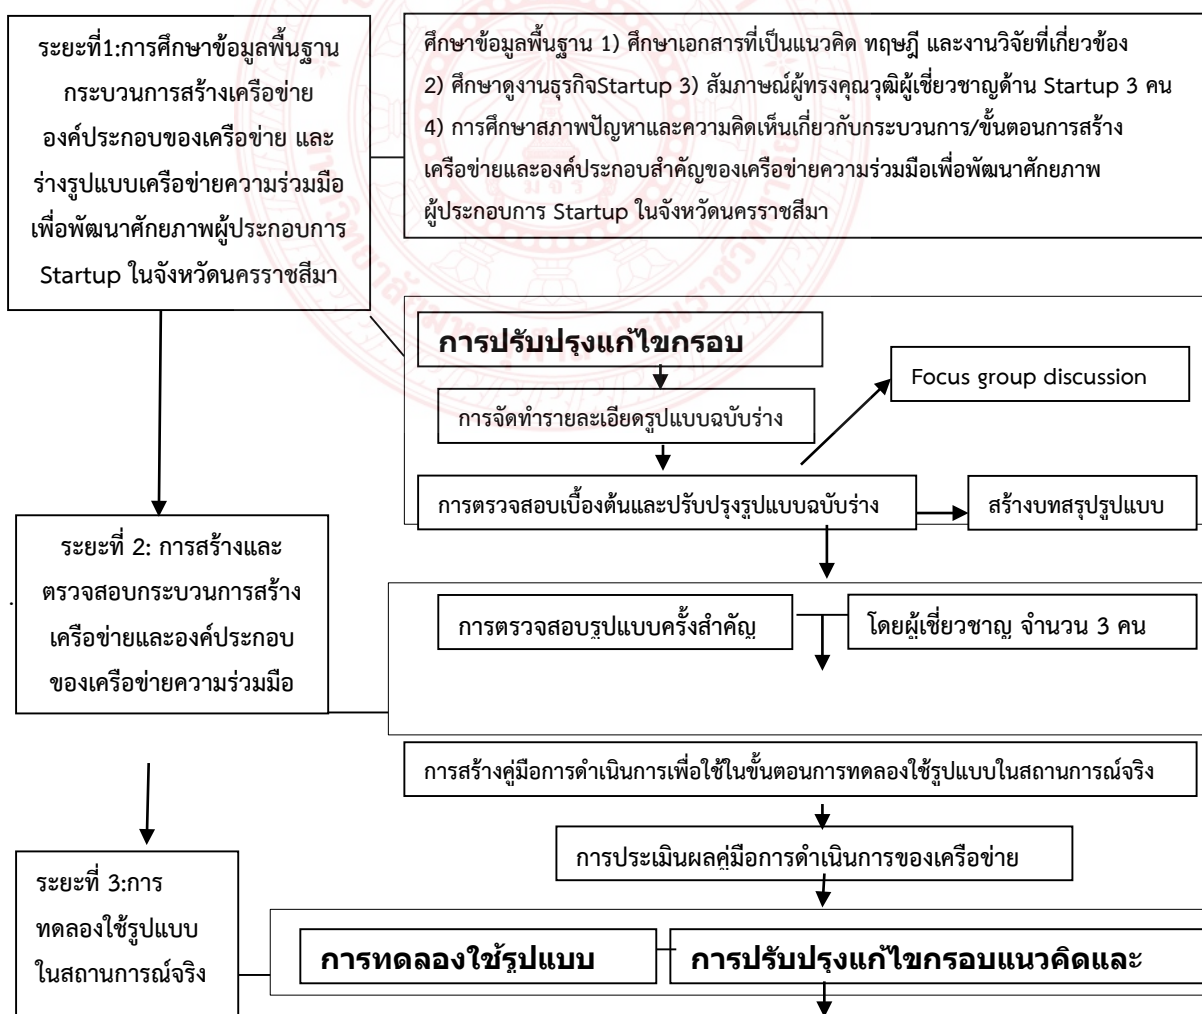 ระยะที่1:การศึกษาข้อมูลพื้นฐาน
กระบวนการสร้างเครือข่าย
องค์ประกอบของเครือข่าย และ
ร่างรูปแบบเครือข่ายความร่วมมือ
เพื่อพัฒนาศักยภาพผู้ประกอบการ
Startup ในจังหวัดนครราชสีมา
ศึกษาข้อมูลพื้นฐาน 1) ศึกษาเอกสารที่เป็นแนวคิด ทฤษฎี และงานวิจัยที่เกี่ยวข้อง
2) ศึกษาดูงานธุรกิจStartup 3) สัมภาษณ์ผู้ทรงคุณวุฒิผู้เชี่ยวชาญด้าน Startup 3 คน
4) การศึกษาสภาพปัญหาและความคิดเห็นเกี่ยวกับกระบวนการ/ขั้นตอนการสร้าง
เครือข่ายและองค์ประกอบสำคัญของเครือข่ายความร่วมมือเพื่อพัฒนาศักยภาพ
ผู้ประกอบการ Startup ในจังหวัดนครราชสีมา
การปรับปรุงแก้ไขกรอบ
Focus group discussion
การจัดทำรายละเอียดรูปแบบฉบับร่าง
การตรวจสอบเบื้องต้นและปรับปรุงรูปแบบฉบับร่าง
สร้างบทสรุปรูปแบบ
ระยะที่ 2: การสร้างและ
ตรวจสอบกระบวนการสร้าง
เครือข่ายและองค์ประกอบ
ของเครือข่ายความร่วมมือ
การตรวจสอบรูปแบบครั้งสำคัญ
โดยผู้เชี่ยวชาญ จำนวน 3 คน
การสร้างคู่มือการดำเนินการเพื่อใช้ในขั้นตอนการทดลองใช้รูปแบบในสถานการณ์จริง
การประเมินผลคู่มือการดำเนินการของเครือข่าย
ระยะที่ 3:การ
ทดลองใช้รูปแบบ
ในสถานการณ์จริง
การทดลองใช้รูปแบบ
การปรับปรุงแก้ไขกรอบแนวคิดและ